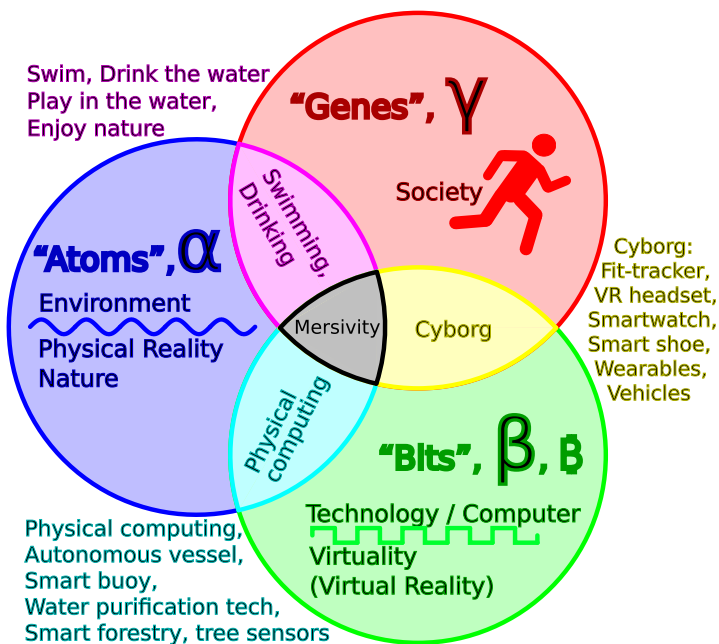 Swim, Drink the water
Play in the water,
Enjoy nature
“Genes”, γ
Society
Swimming,
Drinking
“Atoms”, α
Environment
Physical Reality
Nature
Mersivity
Cyborg
Cyborg:
Fit-tracker,
VR headset,
Smartwatch,
Smart shoe,
Wearables,
Vehicles
Physical
computing
“Bits”, β, ₿
Technology / Computer
Virtuality
(Virtual Reality)
Physical computing,
Autonomous vessel,
Smart buoy,
Water purification tech,
Smart forestry, tree sensors